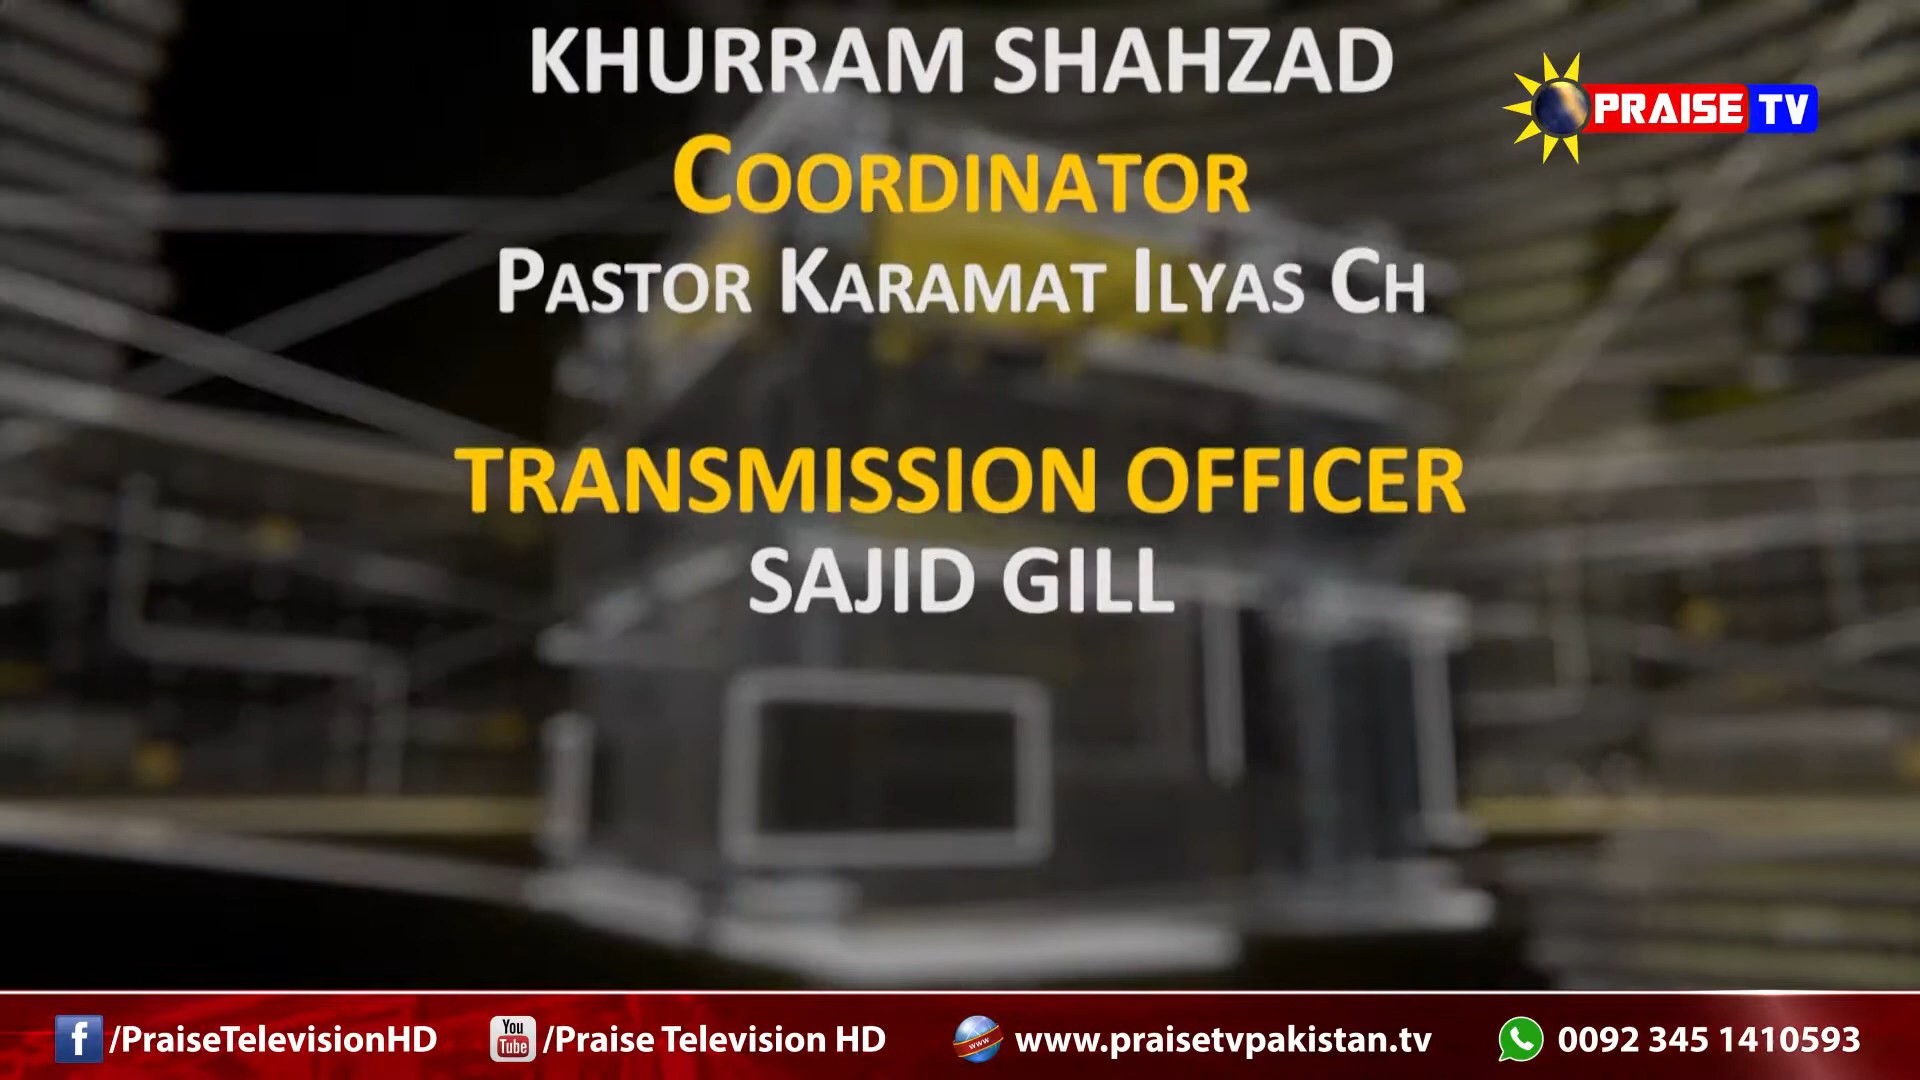 KHURRAM SHAHZAD
PRAISE TV
COORDINATOR
PASTOR KARAMAT ILYAS CH
TRANSMISSION OFFICER
SAJID GILL
f /PraiseTelevisionHD
You Tube /Praise Television HD
www www.praisetvpakistan.tv
0092 345 1410593